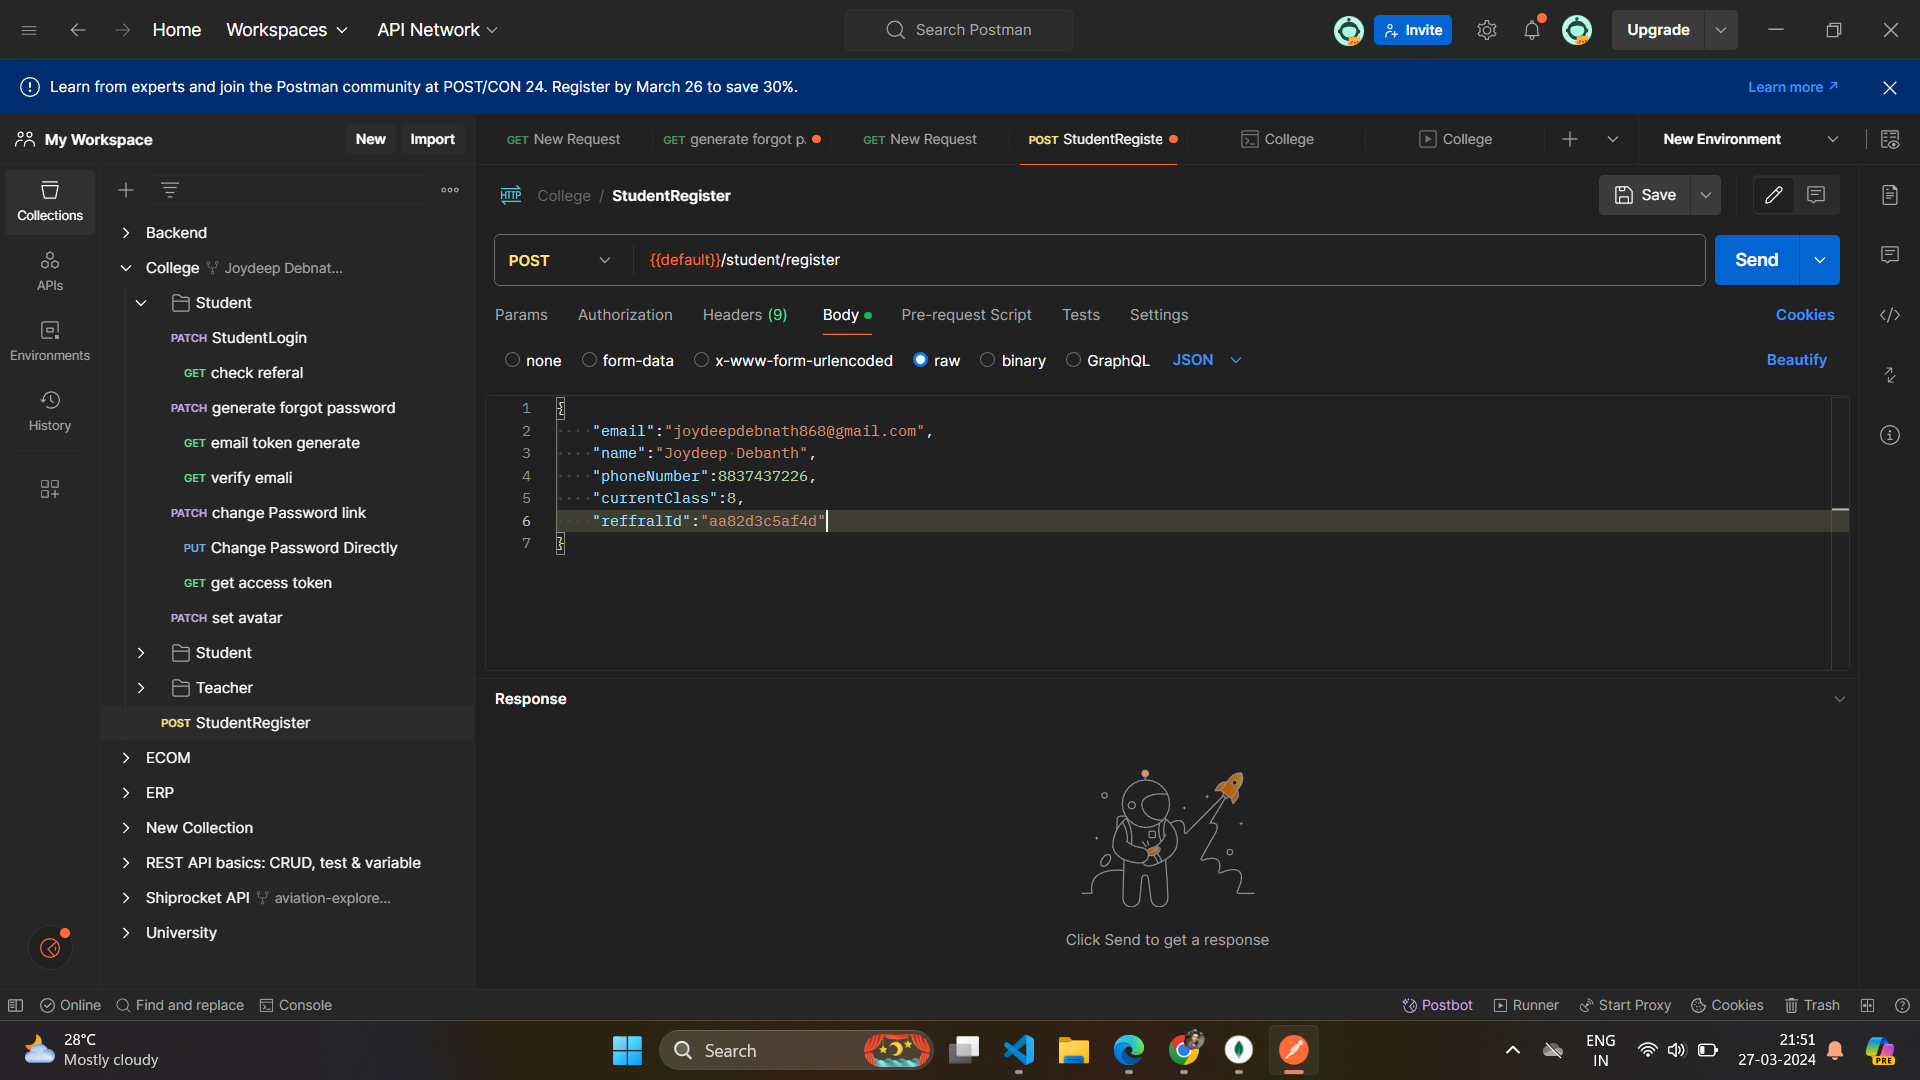 Home
Workspaces
API Network
Search Postman
Invite
Upgrade
Learn from experts and join the Postman community at POST/CON 24. Register by March 26 to save 30%.
Learn more
My Workspace
New
Import
GET New Request
GET generate forgot p
GET New Request
POST StudentRegiste
College
College
New Environment
Collections
APIs
Environments
History
Backend
College Joydeep Debnat...
Student
PATCH StudentLogin
GET check referal
PATCH generate forgot password
GET email token generate
GET verify emali
PATCH change Password link
PUT Change Password Directly
GET get access token
PATCH set avatar
Student
Teacher
POST StudentRegister
ECOM
ERP
New Collection
REST API basics: CRUD, test & variable
Shiprocket API aviation-explore...
University
HTTP College / StudentRegister
Save
POST
{{default}}/student/register
Send
Params
Authorization
Headers (9)
Body
Pre-request Script
Tests
Settings
Cookies
none
form-data
x-www-form-urlencoded
raw
binary
GraphQL
JSON
Beautify
1 {
2 "email":"joydeepdebnath868@gmail.com",
3 "name":"Joydeep Debanth",
4 "phoneNumber":8837437226,
5 "currentClass":8,
6 "reffralId":"aa82d3c5af4d"
7 }
Response
Click Send to get a response
Online
Find and replace
Console
Postbot
Runner
Start Proxy
Cookies
Trash
28°C
Mostly cloudy
Search
ENG
IN
21:51
27-03-2024
PRE